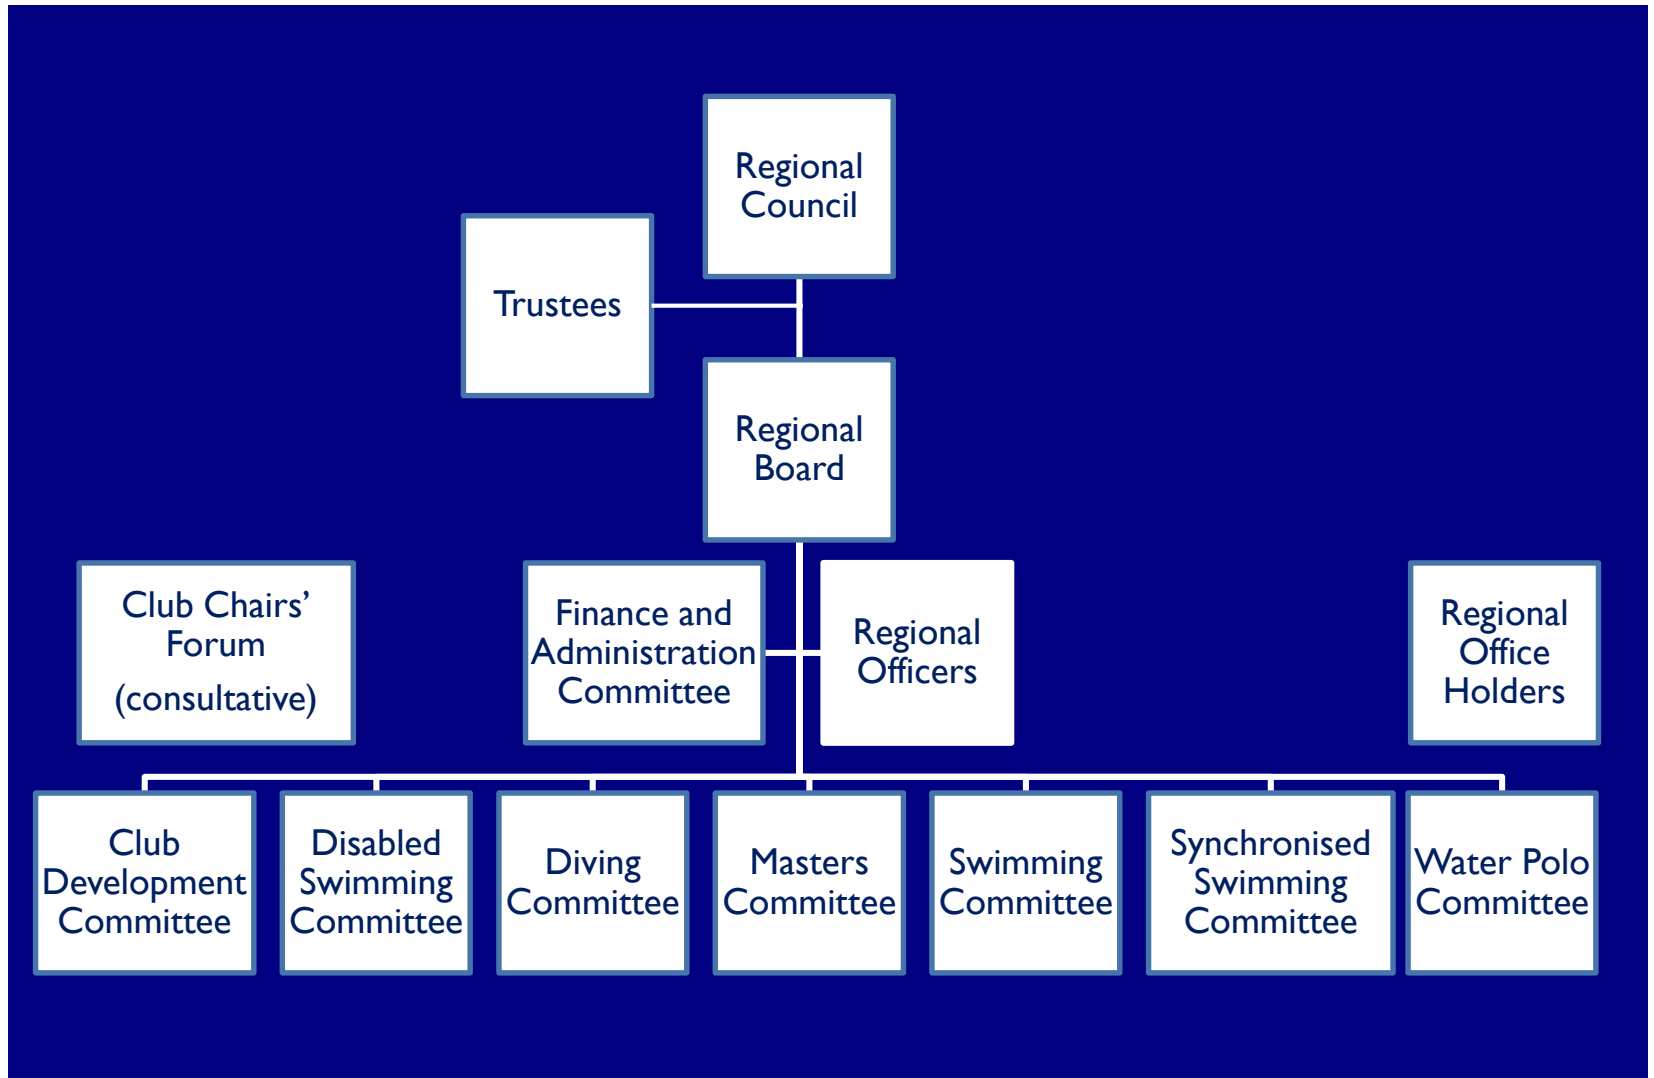 Regional
Council
Trustees
Regional
Board
Club Chairs’
Forum
(consultative)
Finance and
Administration
Committee
Regional
Officers
Regional
Office
Holders
Club
Development
Committee
Disabled
Swimming
Committee
Diving
Committee
Masters
Committee
Swimming
Committee
Synchronised
Swimming
Committee
Water Polo
Committee